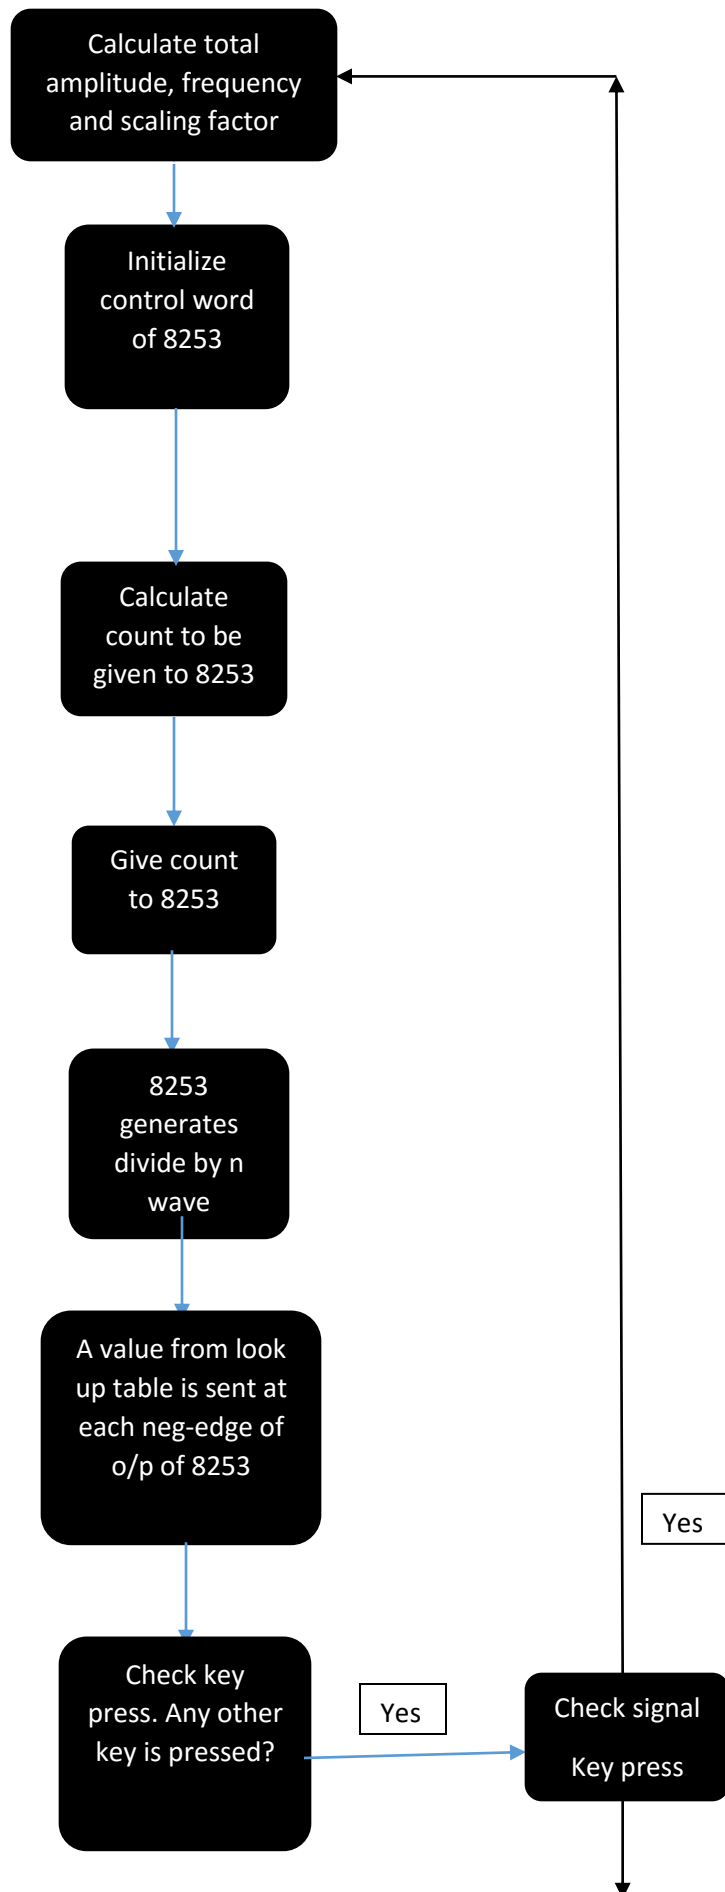 Calculate total
amplitude, frequency
and scaling factor
Initialize
control word
of 8253
Calculate
count to be
given to 8253
Give count
to 8253
8253
generates
divide by n
wave
A value from look
up table is sent at
each neg-edge of
o/p of 8253
Yes
Check key
press. Any other
key is pressed?
Yes
Check signal
Key press